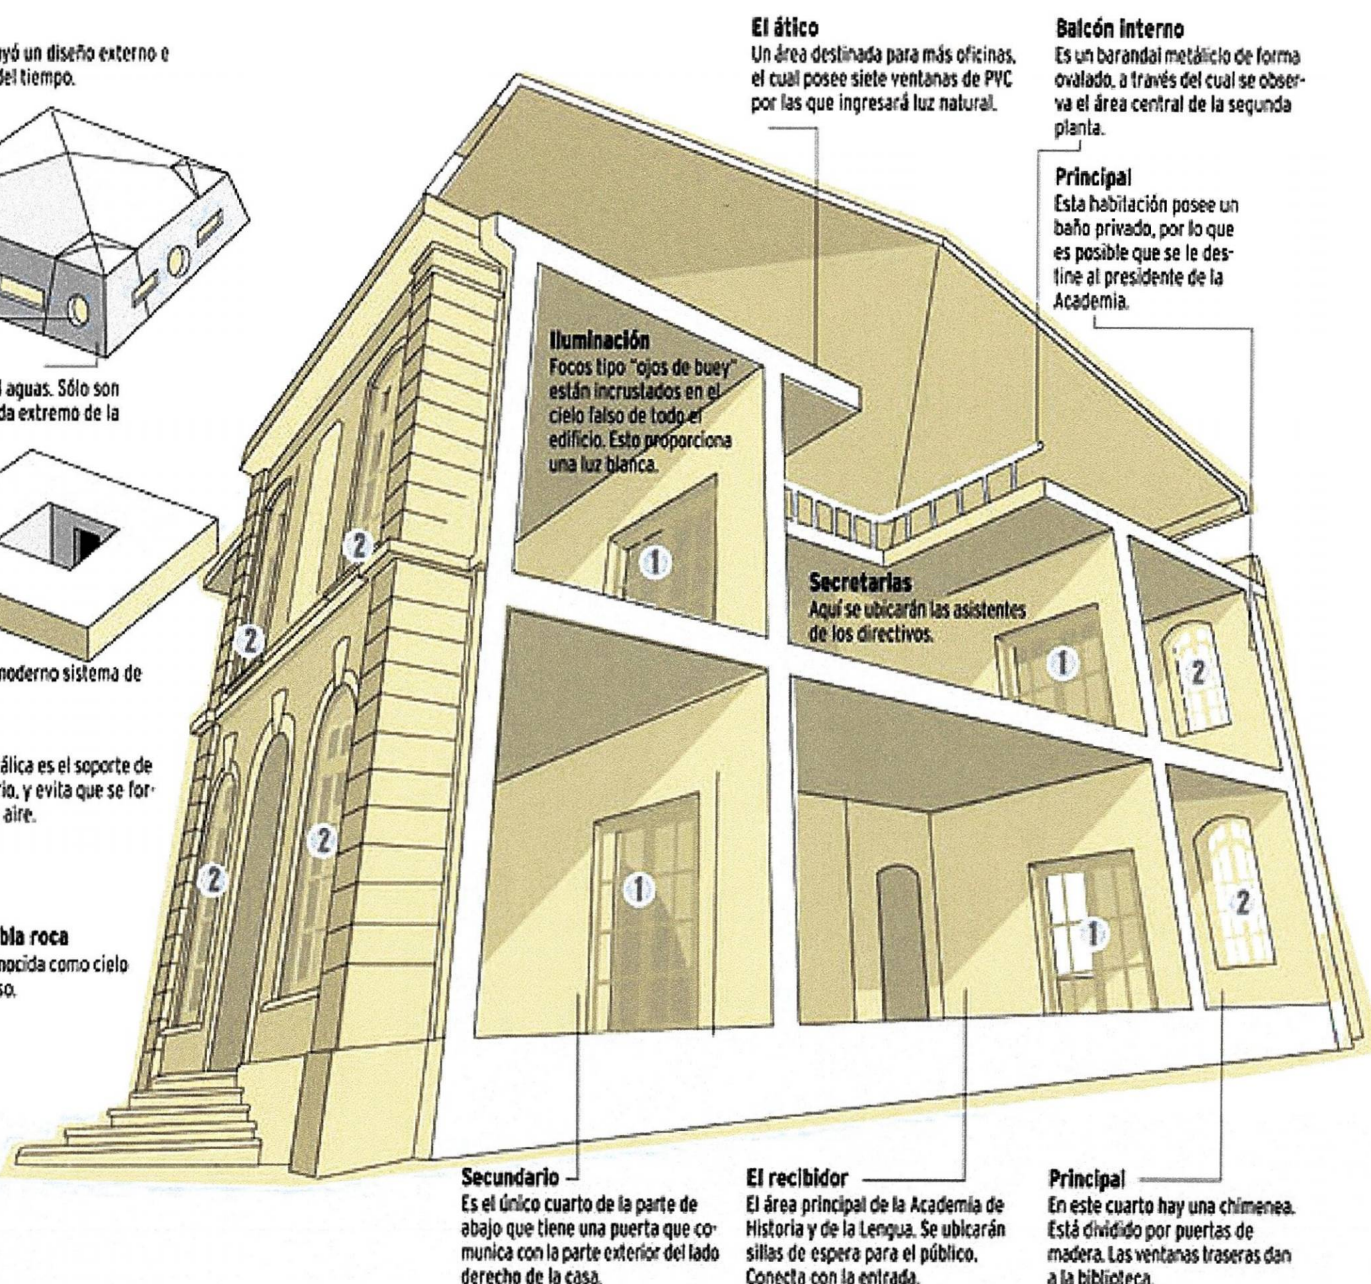 yó un diseño externo e
del tiempo.
aguas. Sólo son
da extremo de la
moderno sistema de
álica es el soporte de
rio, y evita que se for-
aire.
bla roca
nocida como cielo
so.
El ático
Un área destinada para más oficinas,
el cual posee siete ventanas de PVC
por las que ingresará luz natural.
Balcón interno
Es un barandal metáliclo de forma
ovalado, a través del cual se obser-
va el área central de la segunda
planta.
Principal
Esta habitación posee un
baño privado, por lo que
es posible que se le des-
tine al presidente de la
Academia.
Iluminación
Focos tipo "ojos de buey"
están incrustados en el
cielo falso de todo el
edificio. Esto proporciona
una luz blanca.
Secretarias
Aquí se ubicarán las asistentes
de los directivos.
1
2
2
1
2
1
2
2
1
2
Secundario
Es el único cuarto de la parte de
abajo que tiene una puerta que co-
munica con la parte exterior del lado
derecho de la casa.
El recibidor
El área principal de la Academia de
Historia y de la Lengua. Se ubicarán
sillas de espera para el público.
Conecta con la entrada.
Principal
En este cuarto hay una chimenea.
Está dividido por puertas de
madera. Las ventanas traseras dan
a la biblioteca.